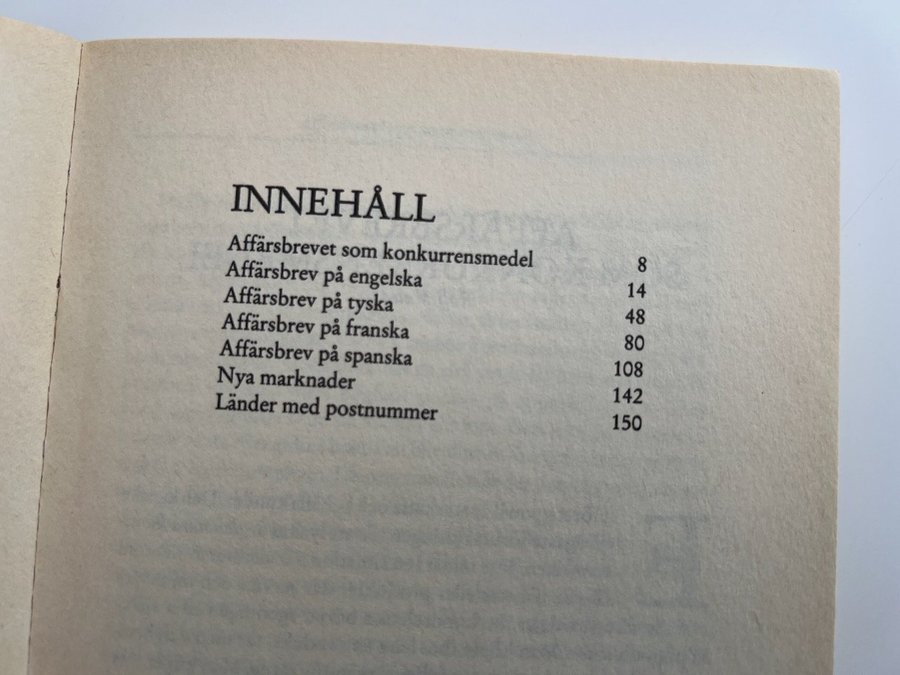 INNEHÅLL
Affärsbrevet som konkurrensmedel 8
Affärsbrev på engelska 14
Affärsbrev på tyska 48
Affärsbrev på franska 80
Affärsbrev på spanska 108
Nya marknader 142
Länder med postnummer 150